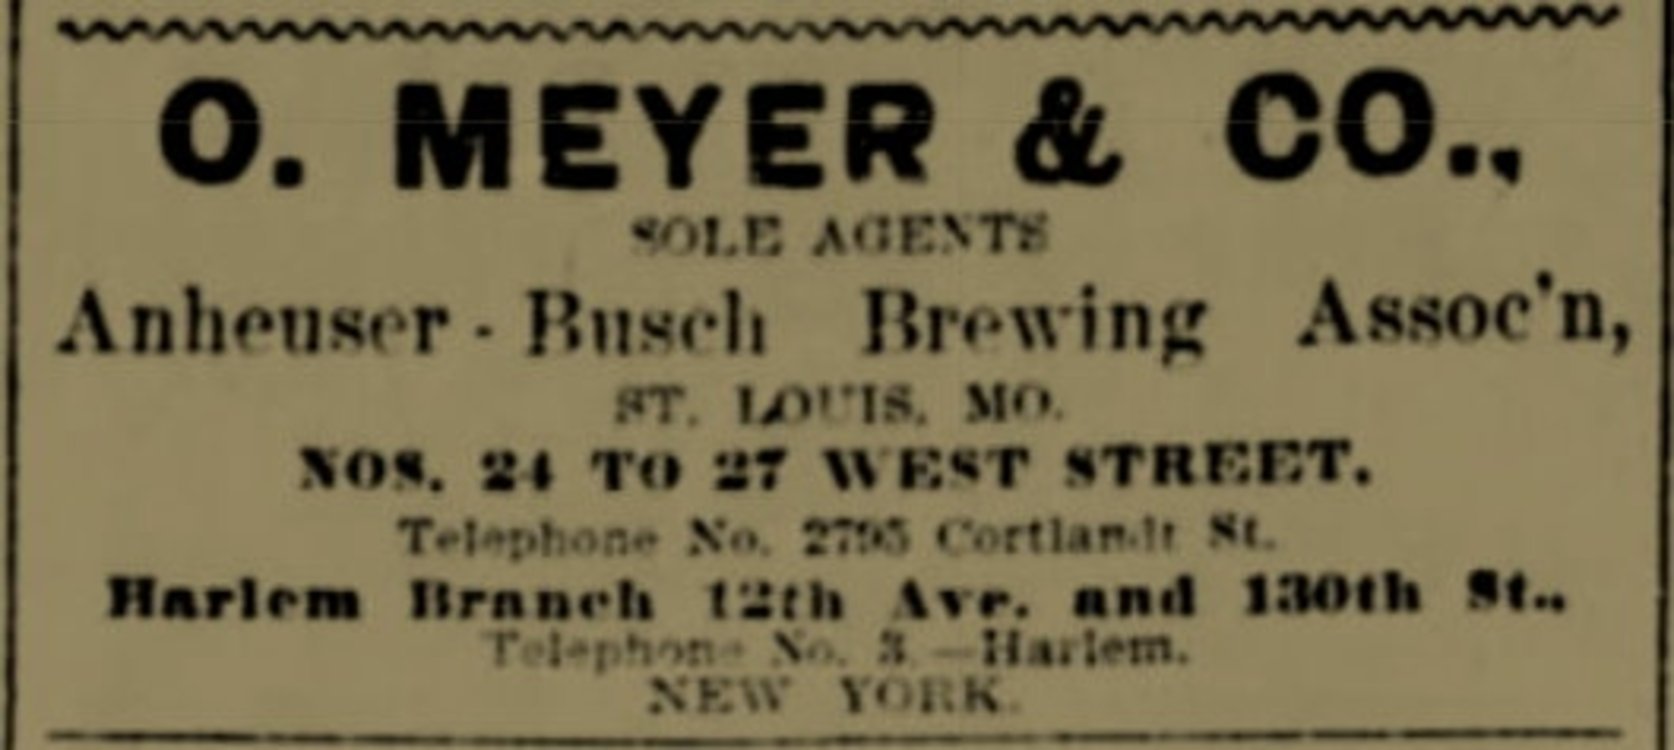 O. MEYER & CO.,
SOLE AGENTS
Anheuser-Busch Brewing Assoc'n,
ST. LOUIS, MO.
NOS. 24 TO 27 WEST STREET.
Telephone No. 2795 Cortlandt St.
Harlem Branch 12th Ave. and 130th St.,
Telephone No. 3.—Harlem.
NEW YORK.